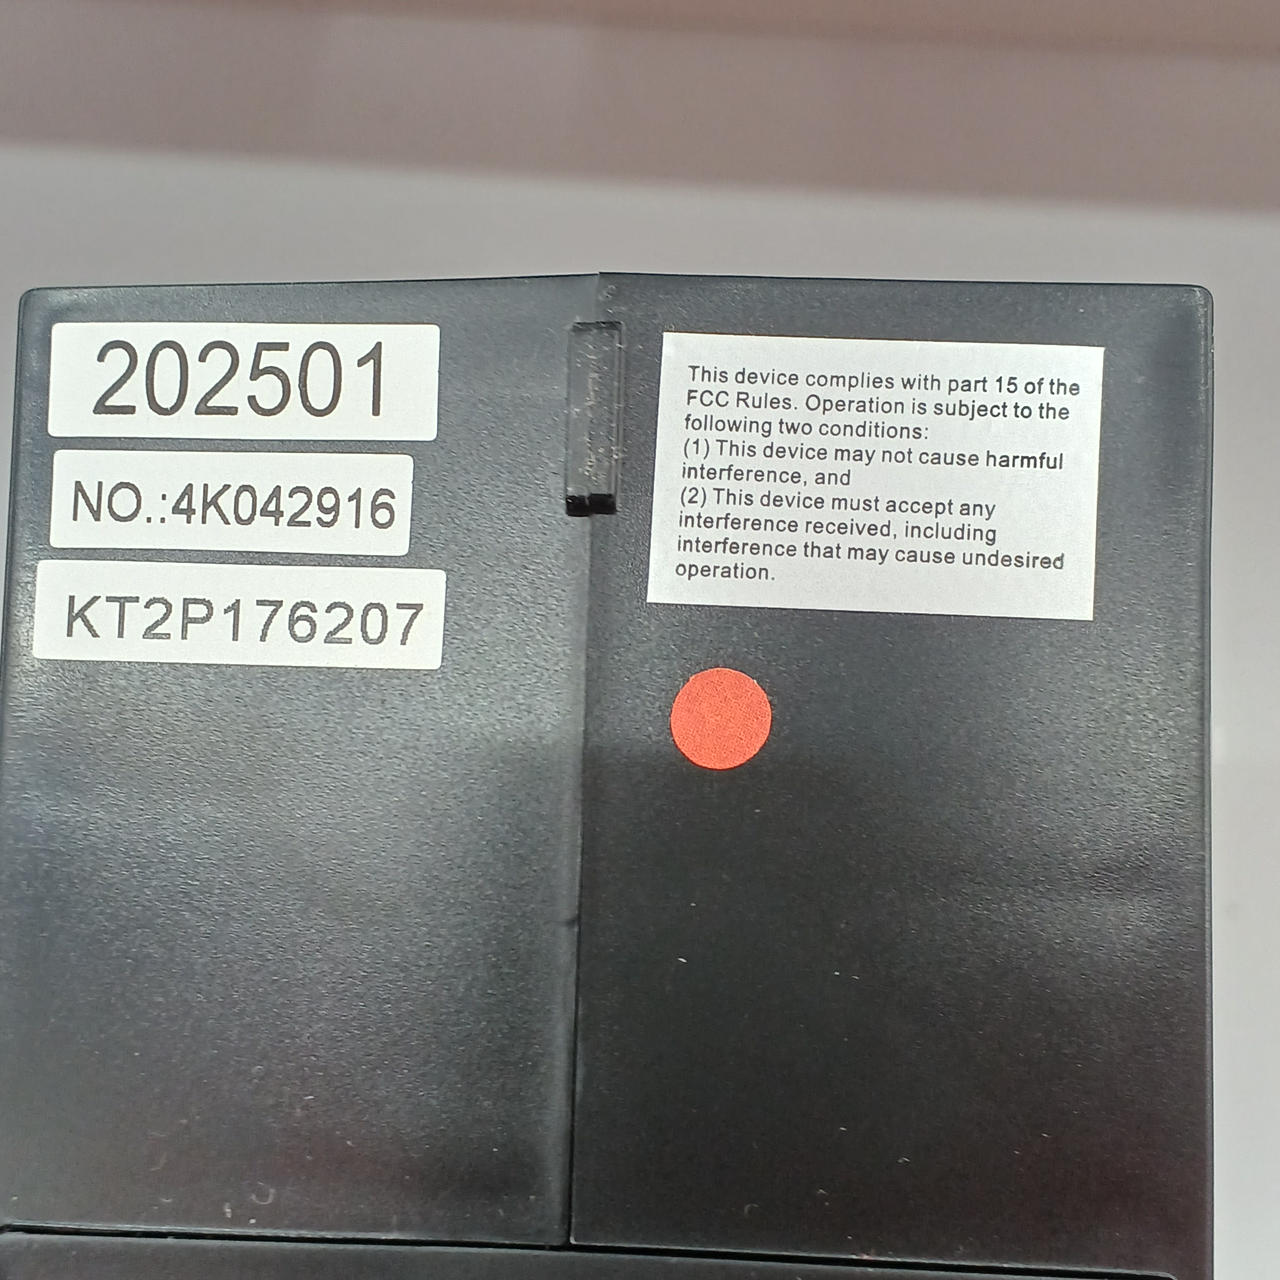 202501
NO.:4K042916
KT2P176207
This device complies with part 15 of the
FCC Rules. Operation is subject to the
following two conditions:
(1) This device may not cause harmful
interference, and
(2) This device must accept any
interference received, including
interference that may cause undesired
operation.